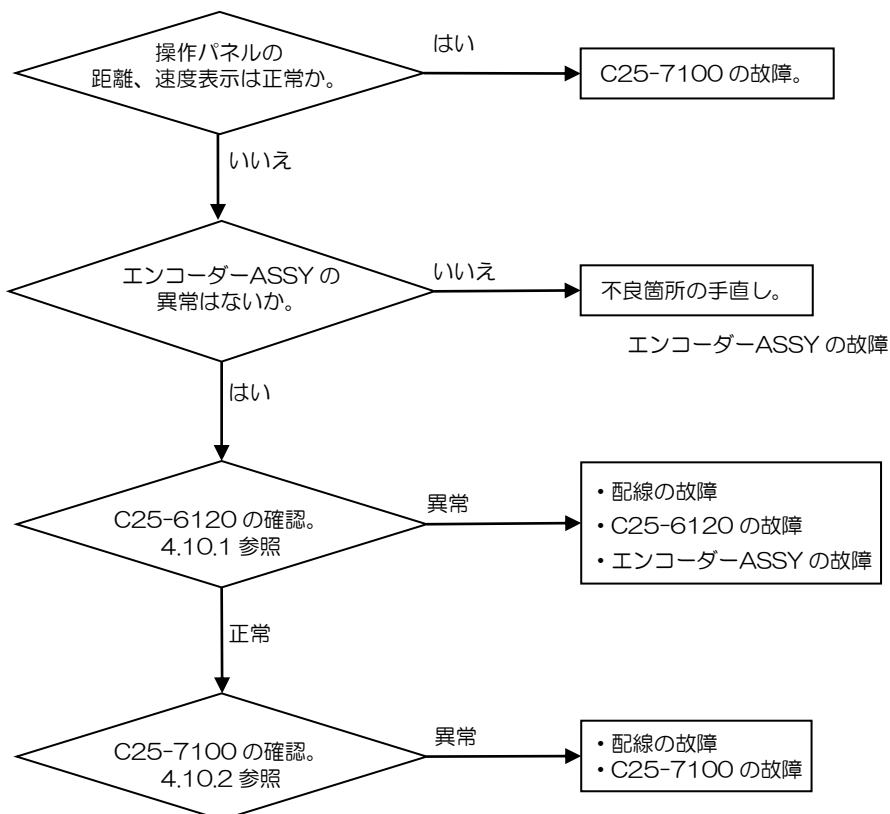 操作パネルの
距離、速度表示は正常か。
はい
C25-7100 の故障。
いいえ
エンコーダーASSY の
異常はないか。
いいえ
不良箇所の手直し。
エンコーダーASSY の故障
はい
C25-6120 の確認。
4.10.1 参照
異常
・配線の故障
・C25-6120 の故障
・エンコーダーASSY の故障
正常
C25-7100 の確認。
4.10.2 参照
異常
・配線の故障
・C25-7100 の故障